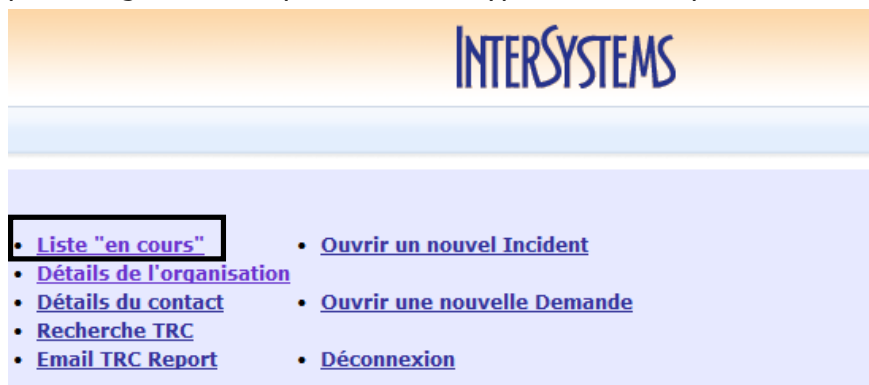 INTERSYSTEMS
• Liste "en cours"
• Détails de l'organisation
• Détails du contact
• Recherche TRC
• Email TRC Report
• Ouvrir un nouvel Incident
• Ouvrir une nouvelle Demande
• Déconnexion